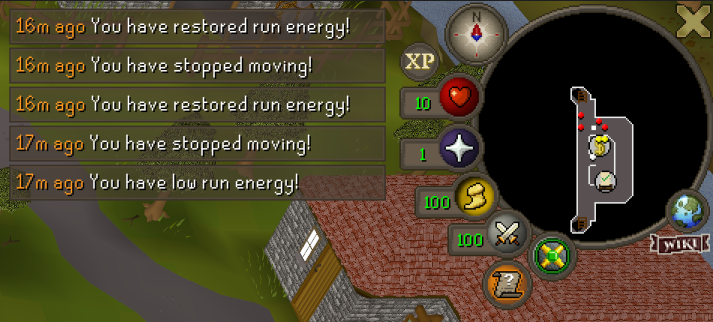 16m ago You have restored run energy!
16m ago You have stopped moving!
16m ago You have restored run energy!
17m ago You have stopped moving!
17m ago You have low run energy!
N
XP
10
1
100
100
WIKI
?
$